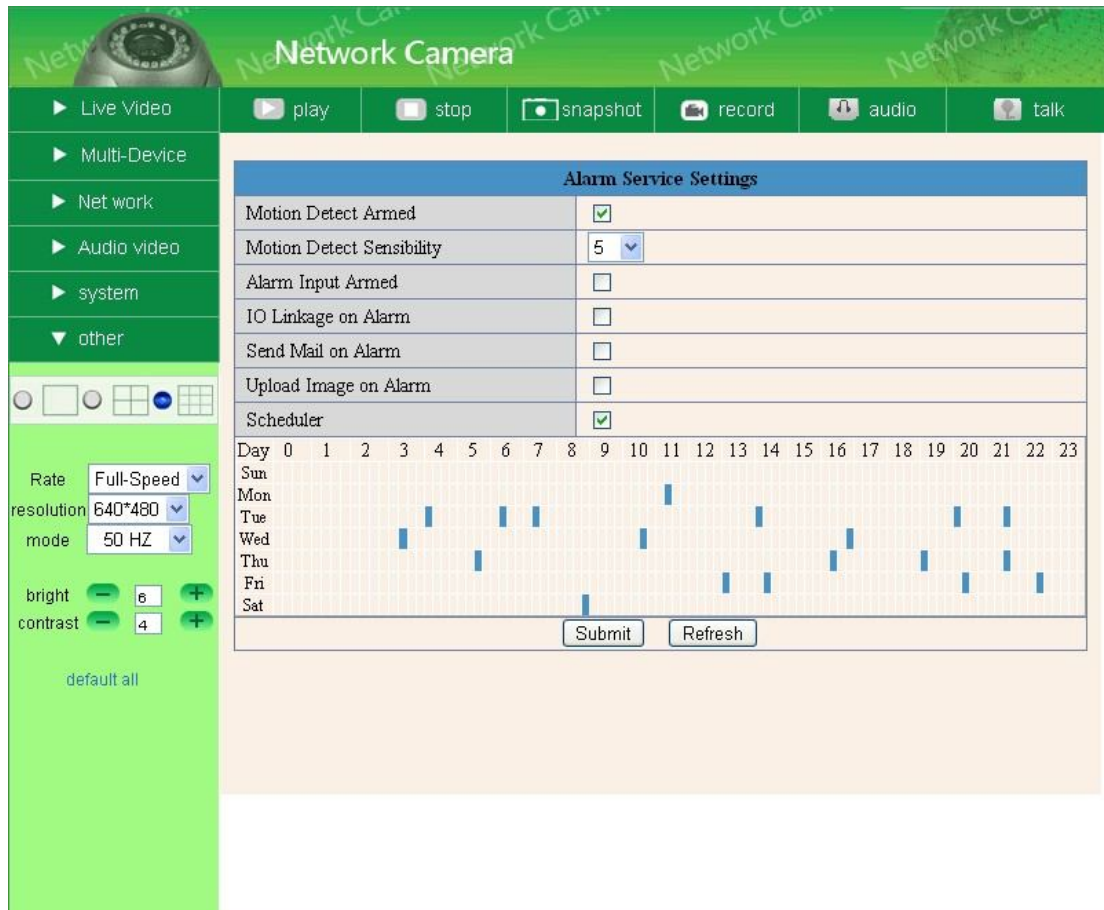 Network Camera
Live Video
play
stop
snapshot
record
audio
talk
Multi-Device
Net work
Audio video
system
other
Alarm Service Settings
Motion Detect Armed
Motion Detect Sensibility 5
Alarm Input Armed
IO Linkage on Alarm
Send Mail on Alarm
Upload Image on Alarm
Scheduler
Day 0 1 2 3 4 5 6 7 8 9 10 11 12 13 14 15 16 17 18 19 20 21 22 23
Sun
Mon
Tue
Wed
Thu
Fri
Sat
Submit Refresh
Rate Full-Speed
resolution 640*480
mode 50 HZ
bright 6
contrast 4
default all